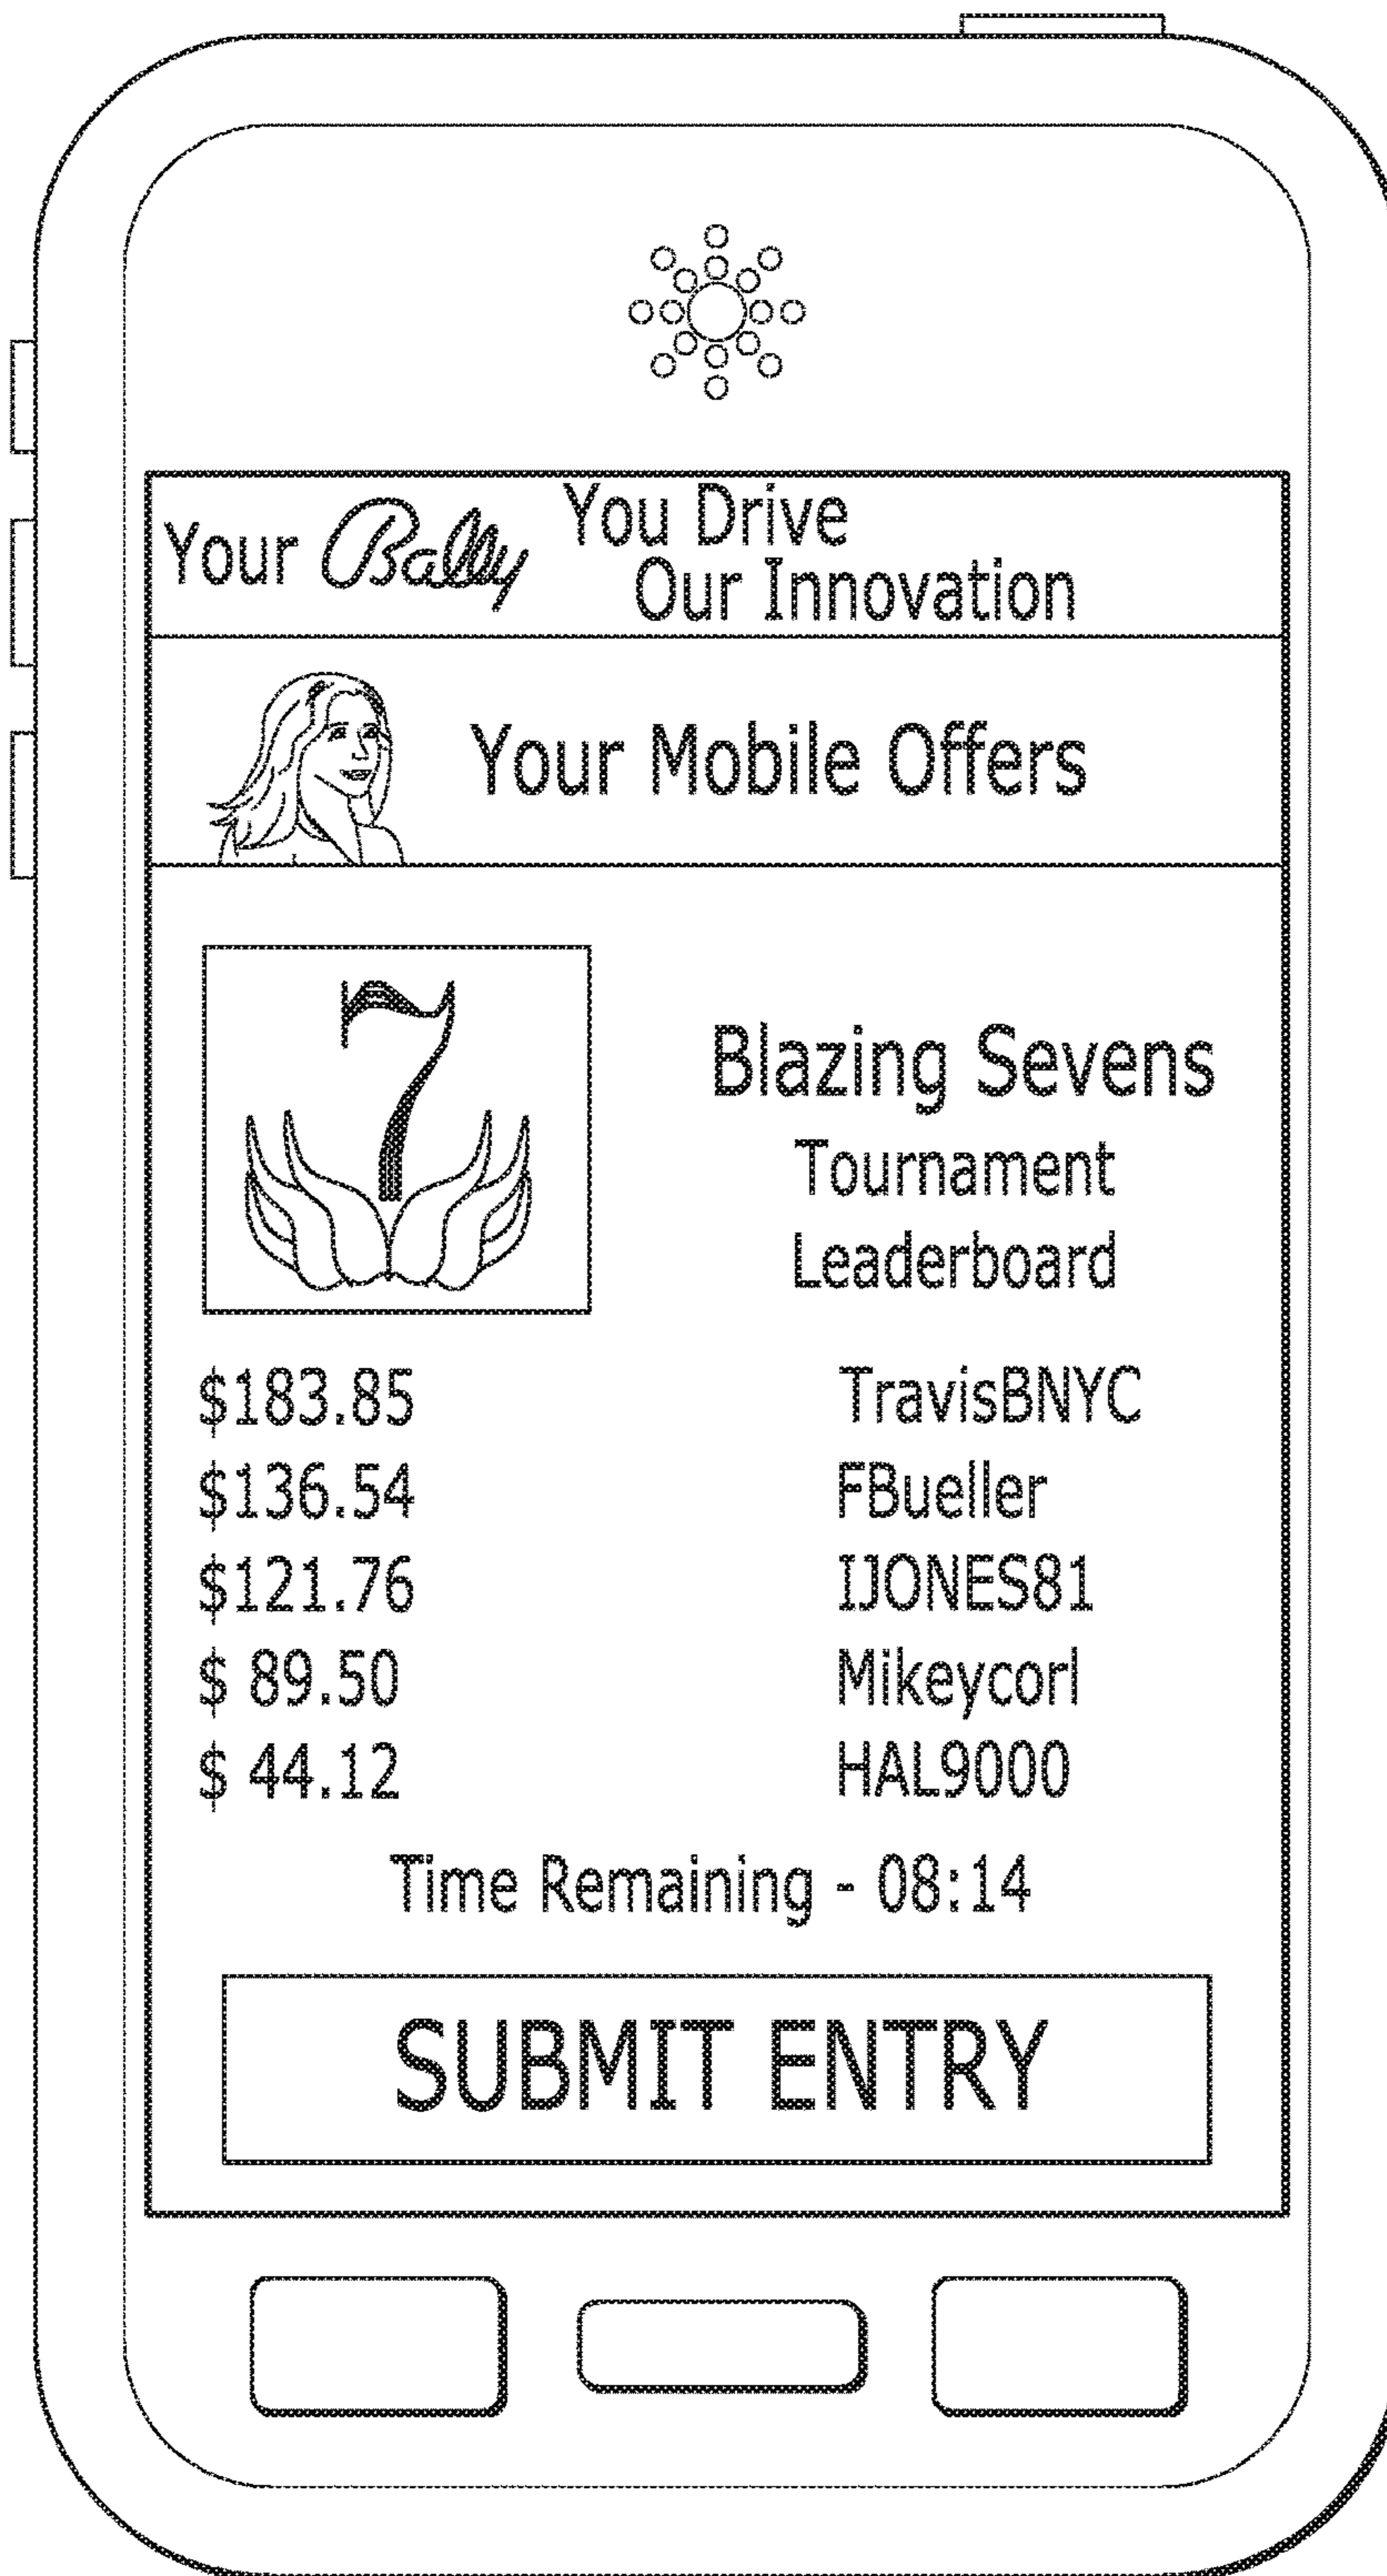 Your Bally You Drive
Our Innovation
Your Mobile Offers
7
Blazing Sevens
Tournament
Leaderboard
$183.85 TravisBNYC
$136.54 FBueller
$121.76 IJONES81
$ 89.50 Mikeycorl
$ 44.12 HAL9000
Time Remaining - 08:14
SUBMIT ENTRY